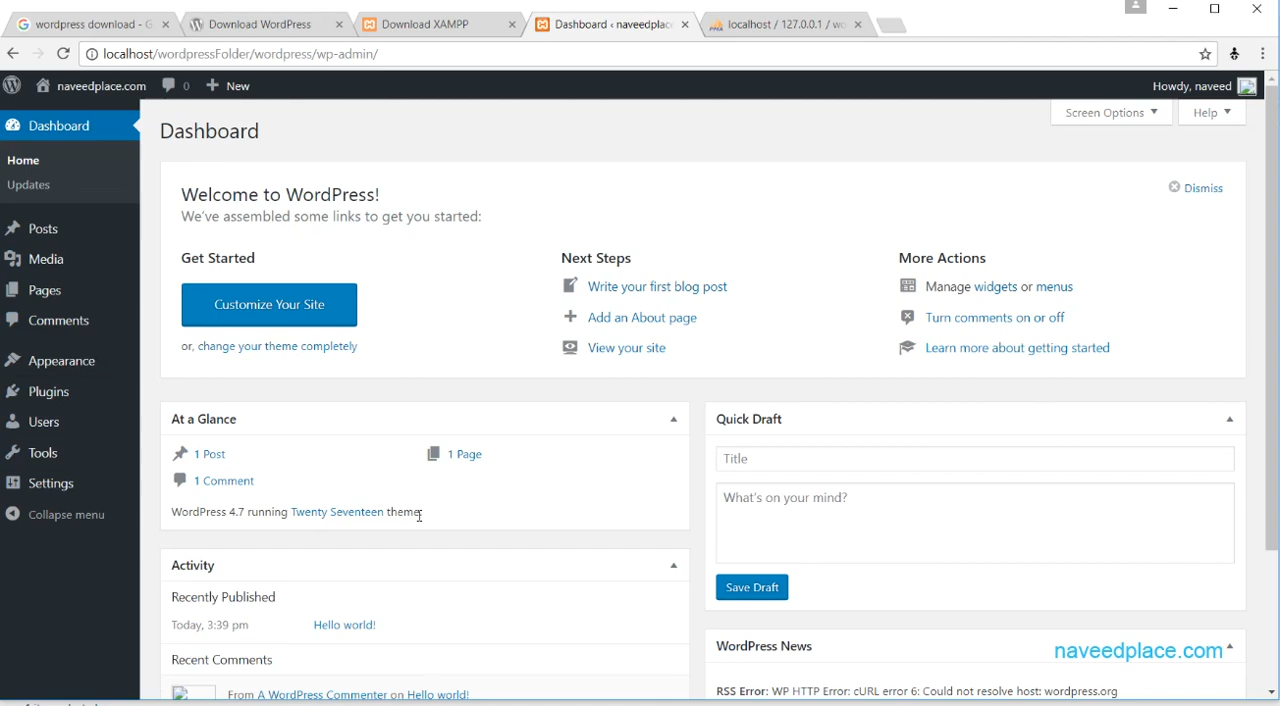 wordpress download - G
Download WordPress
Download XAMPP
Dashboard ‹ naveedplac
localhost / 127.0.0.1 / wo
localhost/wordpressFolder/wordpress/wp-admin/
naveedplace.com
0
New
Howdy, naveed
Dashboard
Home
Updates
Posts
Media
Pages
Comments
Appearance
Plugins
Users
Tools
Settings
Collapse menu
Screen Options
Help
Dashboard
Welcome to WordPress!
We've assembled some links to get you started:
Dismiss
Get Started
Customize Your Site
or, change your theme completely
Next Steps
Write your first blog post
Add an About page
View your site
More Actions
Manage widgets or menus
Turn comments on or off
Learn more about getting started
At a Glance
1 Post
1 Page
1 Comment
WordPress 4.7 running Twenty Seventeen theme.
Activity
Recently Published
Today, 3:39 pm
Hello world!
Recent Comments
From A WordPress Commenter on Hello world!
Quick Draft
Title
What's on your mind?
Save Draft
WordPress News
naveedplace.com
RSS Error: WP HTTP Error: cURL error 6: Could not resolve host: wordpress.org